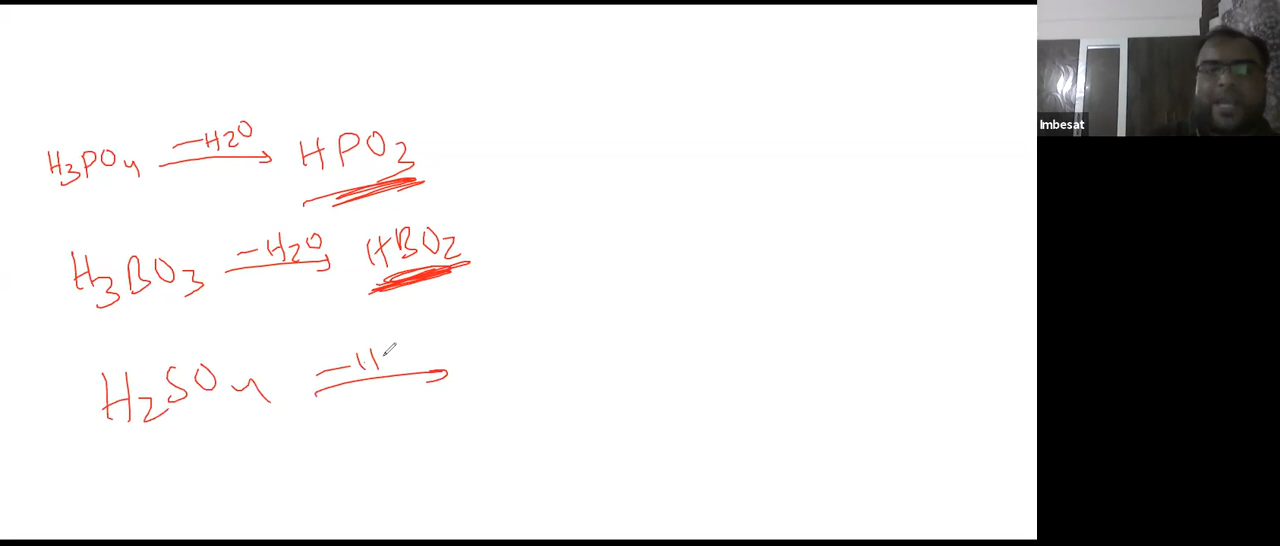 H3PO4 —H2O→ HPO3
H3BO3 —H2O→ HBO2
H2SO4 —H→
Imbesat